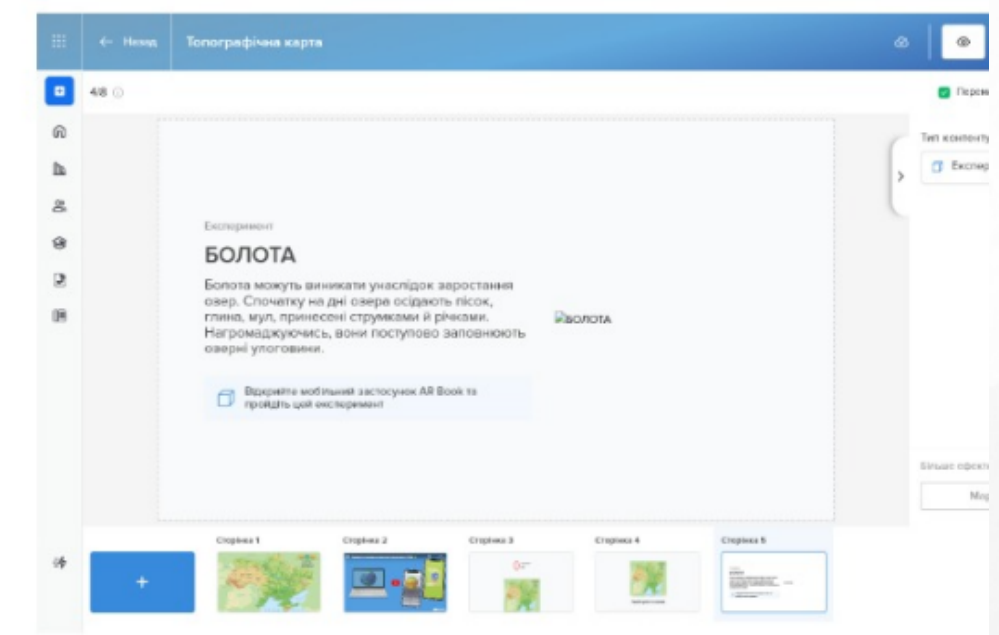 ← Назад
Топографічна карта
4/8
Тип контенту
Експеримент
БОЛОТА
Болота можуть виникати унаслідок заростання
озер. Спочатку на дні озера осідають пісок,
глина, мул, принесені струмками й річками.
Нагромаджуючись, вони поступово заповнюють
озерні улоговини.
БОЛОТА
Відкрийте мобільний застосунок AR Book та
пройдіть цей експеримент
Сторінка 1
Сторінка 2
Сторінка 3
Сторінка 4
Сторінка 5
+